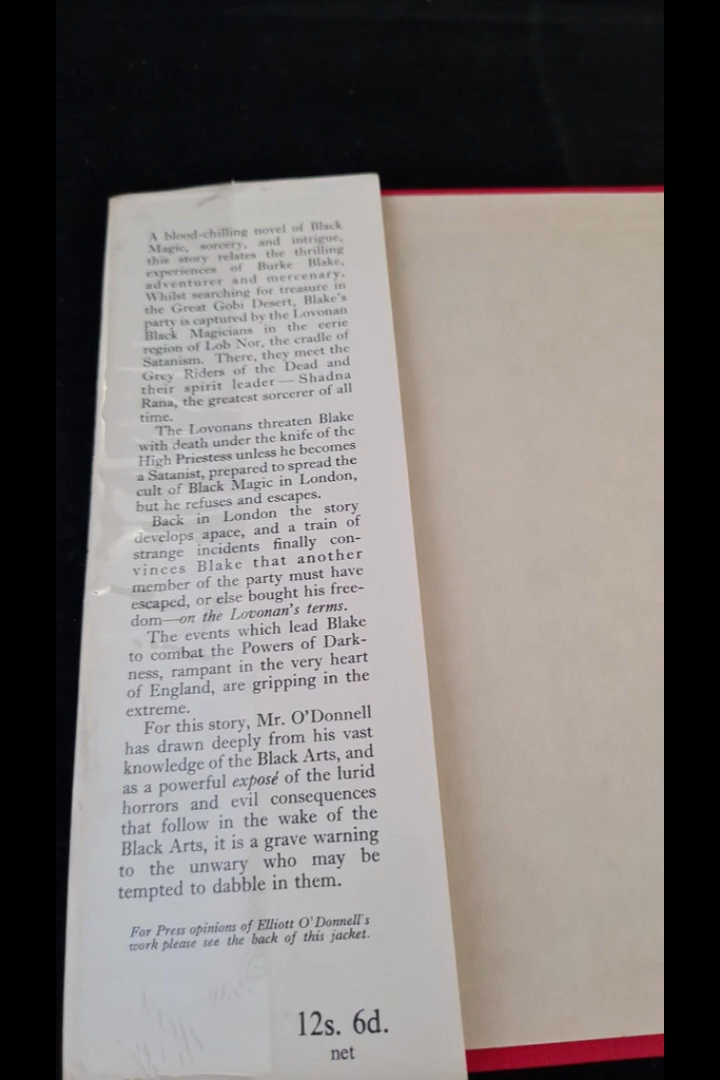 A blood-chilling novel of Black
Magic, sorcery, and intrigue,
this story relates the thrilling
experiences of Burke Blake,
adventurer and mercenary.
Whilst searching for treasure in
the Great Gobi Desert, Blake's
party is captured by the Lovonan
Black Magicians in the eerie
region of Lob Nor, the cradle of
Satanism. There, they meet the
Grey Riders of the Dead and
their spirit leader—Shadna
Rana, the greatest sorcerer of all
time.
The Lovonans threaten Blake
with death under the knife of the
High Priestess unless he becomes
a Satanist, prepared to spread the
cult of Black Magic in London,
but he refuses and escapes.
Back in London the story
develops apace, and a train of
strange incidents finally con-
vinces Blake that another
member of the party must have
escaped, or else bought his free-
dom—on the Lovonan's terms.
The events which lead Blake
to combat the Powers of Dark-
ness, rampant in the very heart
of England, are gripping in the
extreme.
For this story, Mr. O'Donnell
has drawn deeply from his vast
knowledge of the Black Arts, and
as a powerful exposé of the lurid
horrors and evil consequences
that follow in the wake of the
Black Arts, it is a grave warning
to the unwary who may be
tempted to dabble in them.
For Press opinions of Elliott O'Donnell's
work please see the back of this jacket.
12s. 6d.
net